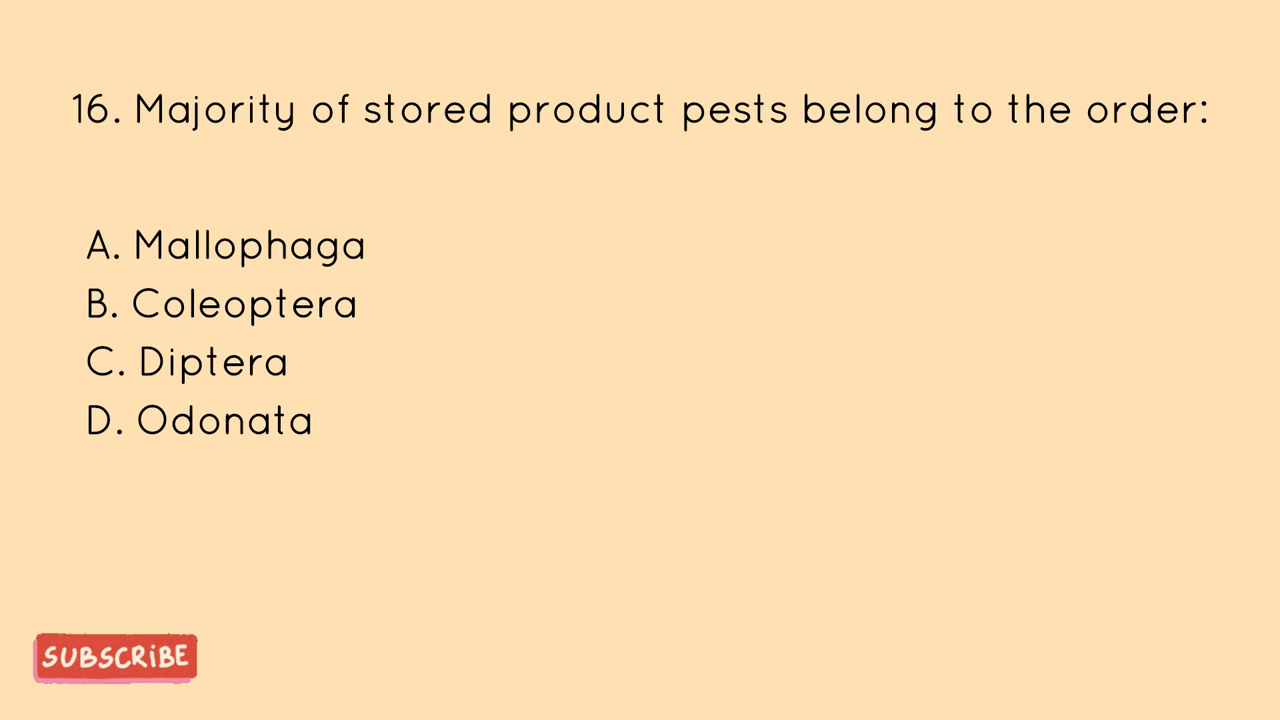 16. Majority of stored product pests belong to the order:
A. Mallophaga
B. Coleoptera
C. Diptera
D. Odonata
SUBSCRiBE